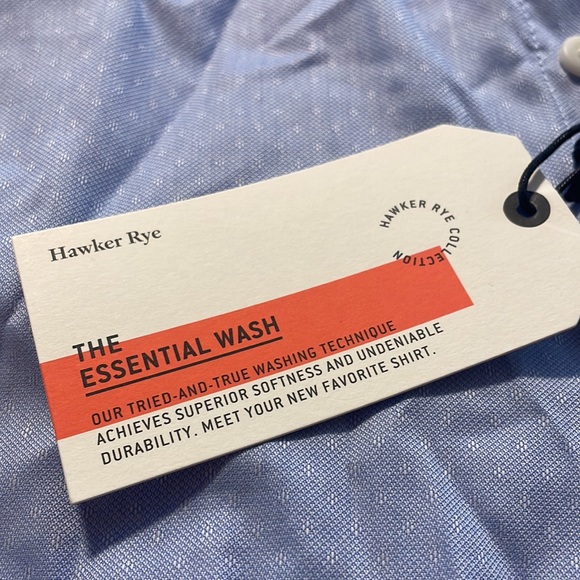 Hawker Rye
HAWKER RYE COLLECTION
THE
ESSENTIAL WASH
OUR TRIED-AND-TRUE WASHING TECHNIQUE
ACHIEVES SUPERIOR SOFTNESS AND UNDENIABLE
DURABILITY. MEET YOUR NEW FAVORITE SHIRT.